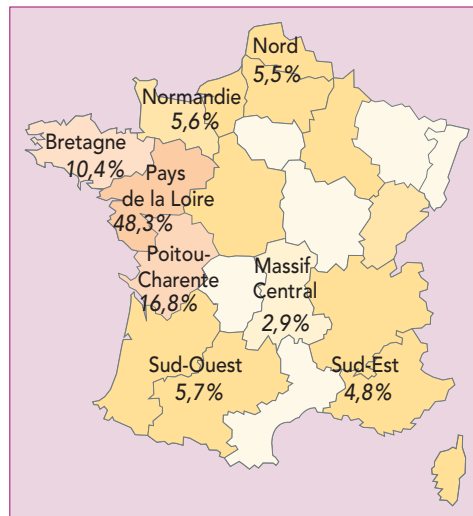 Nord
5,5%
Normandie
5,6%
Bretagne
10,4%
Pays
de la Loire
48,3%
Poitou-
Charente
16,8%
Massif
Central
2,9%
Sud-Ouest
5,7%
Sud-Est
4,8%